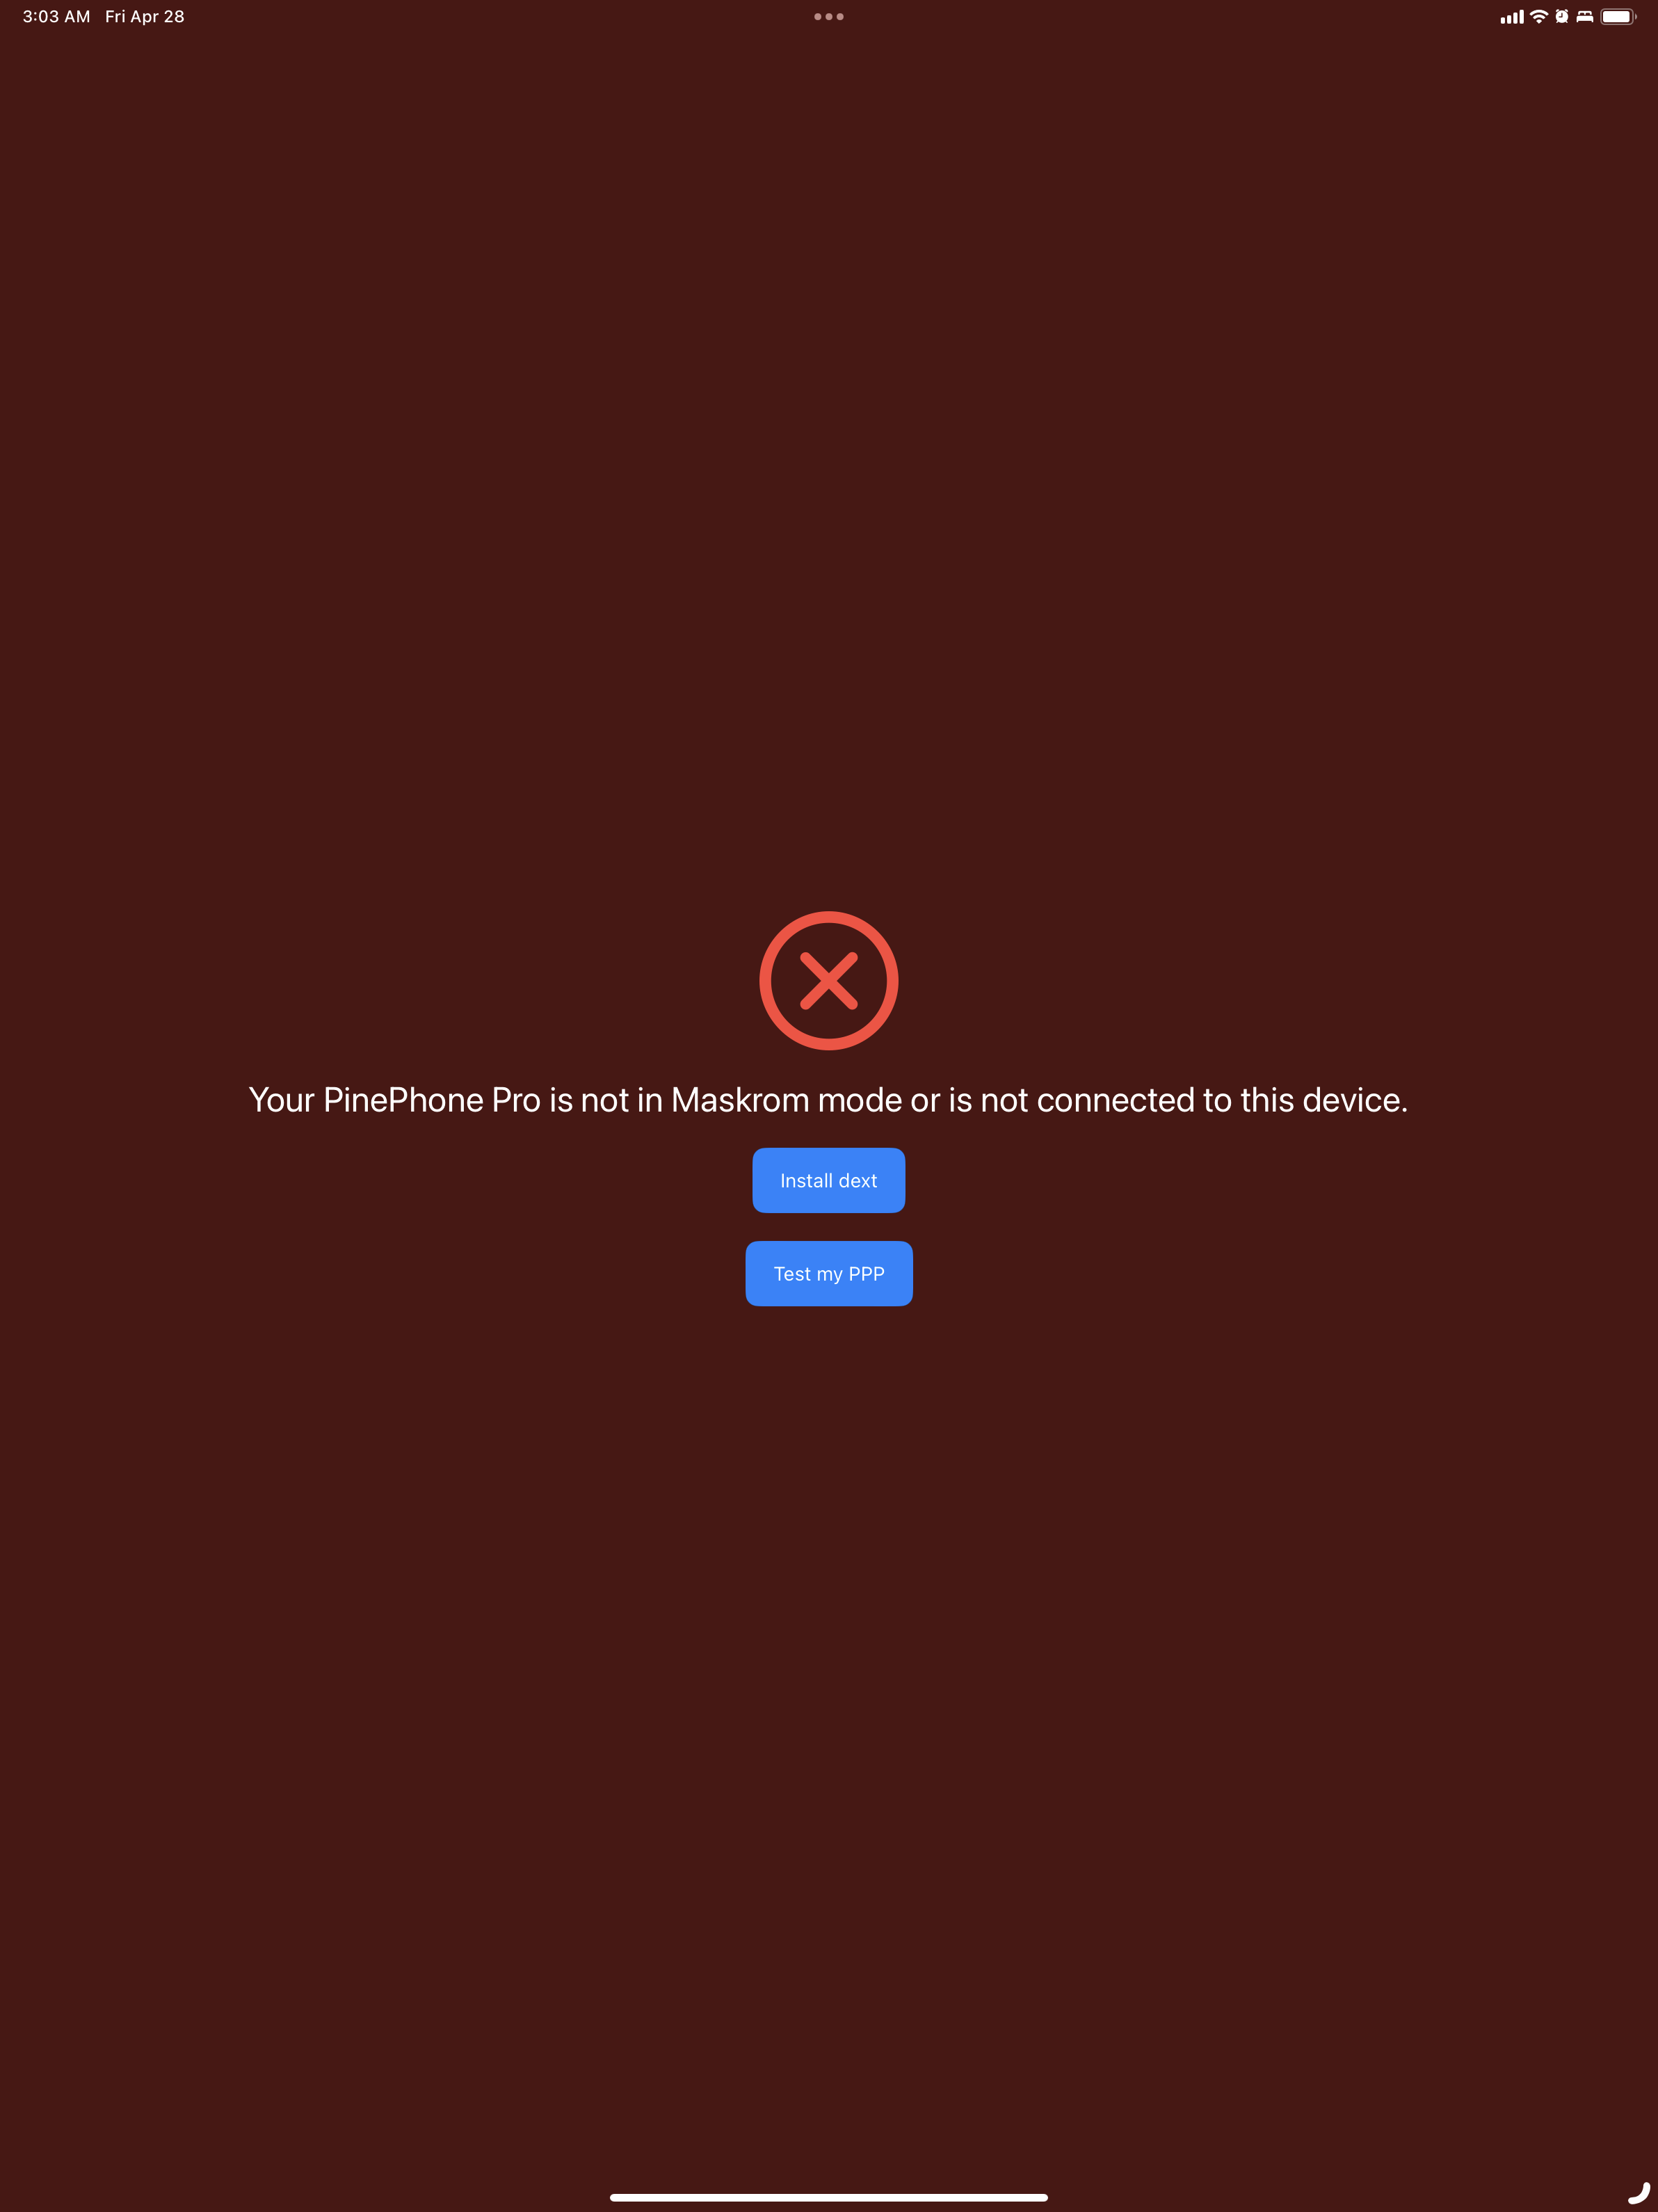 3:03 AM Fri Apr 28
Your PinePhone Pro is not in Maskrom mode or is not connected to this device.
Install dext
Test my PPP